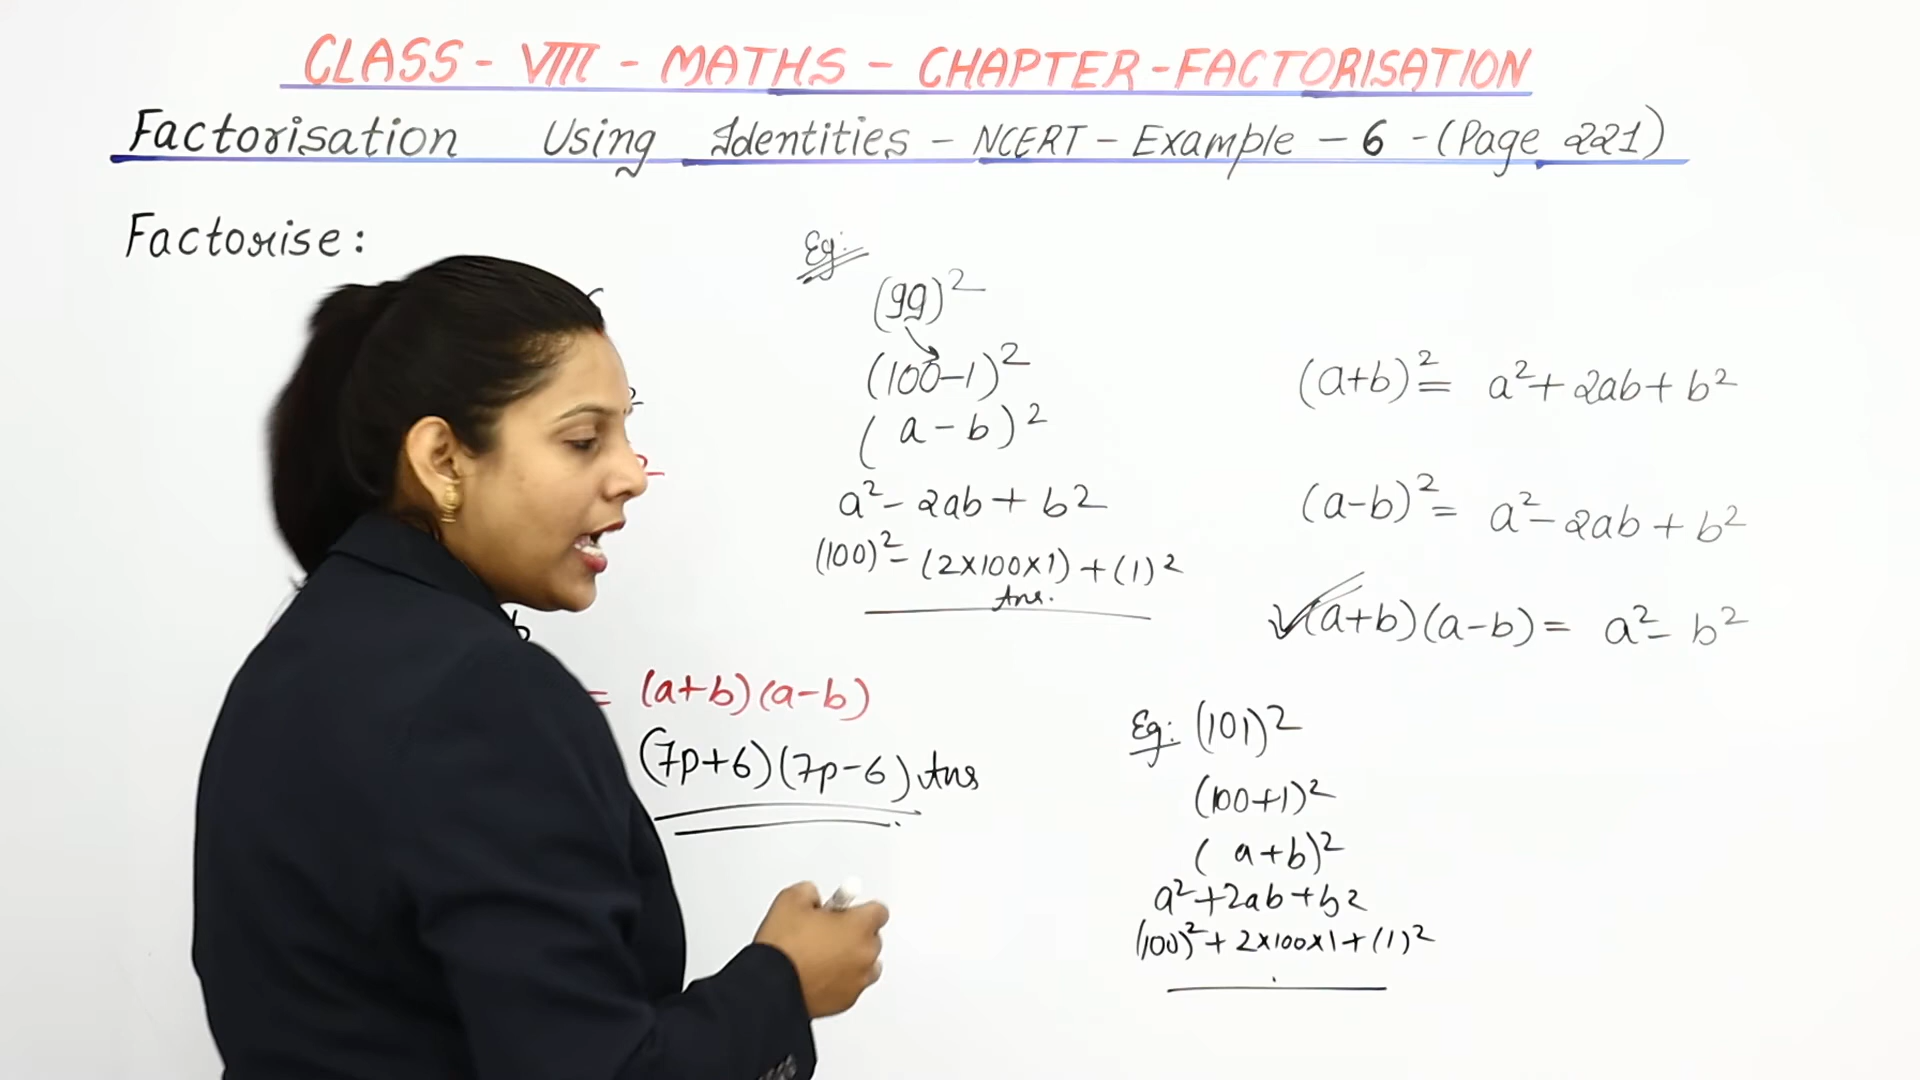 CLASS - VIII - MATHS - CHAPTER - FACTORISATION
Factorisation Using Identities - NCERT - Example - 6 - (Page 221)
Factorise:
b
= (a+b)(a-b)
(7p+6)(7p-6) Ans
Eg:
(99)²
(100-1)²
(a-b)²
a²-2ab+b²
(100)²-(2×100×1)+(1)²
Ans.
(a+b)²= a²+2ab+b²
(a-b)²= a²-2ab+b²
✓(a+b)(a-b)= a²-b²
Eg: (101)²
(100+1)²
(a+b)²
a²+2ab+b²
(100)²+2×100×1+(1)²